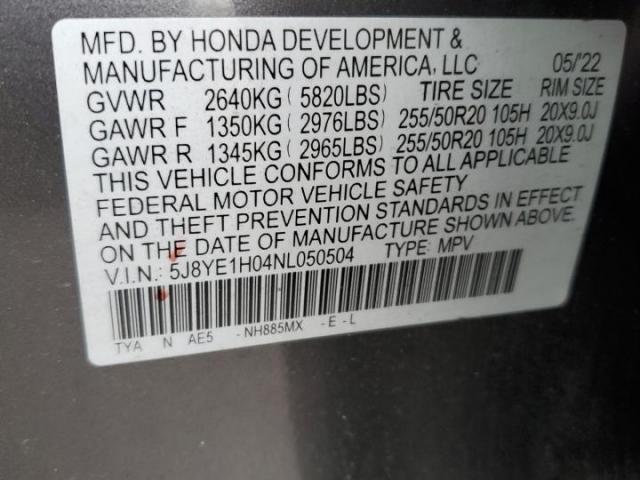 MFD. BY HONDA DEVELOPMENT &
MANUFACTURING OF AMERICA, LLC 05/'22
GVWR 2640KG ( 5820LBS) TIRE SIZE RIM SIZE
GAWR F 1350KG ( 2976LBS) 255/50R20 105H 20X9.0J
GAWR R 1345KG ( 2965LBS) 255/50R20 105H 20X9.0J
THIS VEHICLE CONFORMS TO ALL APPLICABLE
FEDERAL MOTOR VEHICLE SAFETY
AND THEFT PREVENTION STANDARDS IN EFFECT
ON THE DATE OF MANUFACTURE SHOWN ABOVE.
V.I.N.: 5J8YE1H04NL050504 TYPE: MPV
TYA N AE5 -NH885MX -E-L